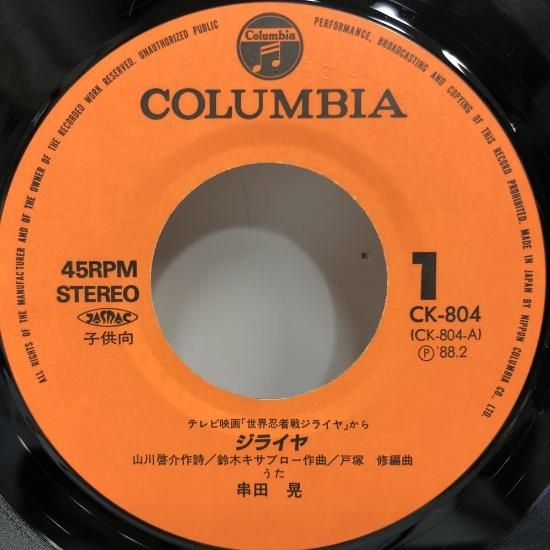 ALL RIGHTS OF THE MANUFACTURER AND OF THE OWNER OF THE RECORDED WORK RESERVED. UNAUTHORIZED PUBLIC PERFORMANCE, BROADCASTING AND COPYING OF THIS RECORD PROHIBITED. MADE IN JAPAN BY NIPPON COLUMBIA CO., LTD.
Columbia
COLUMBIA
45RPM
STEREO
JASRAC
子供向
1
CK-804
(CK-804-A)
Ⓟ'88.2
テレビ映画「世界忍者戦ジライヤ」から
ジライヤ
山川啓介作詩/鈴木キサブロー作曲/戸塚 修編曲
うた
串田 晃